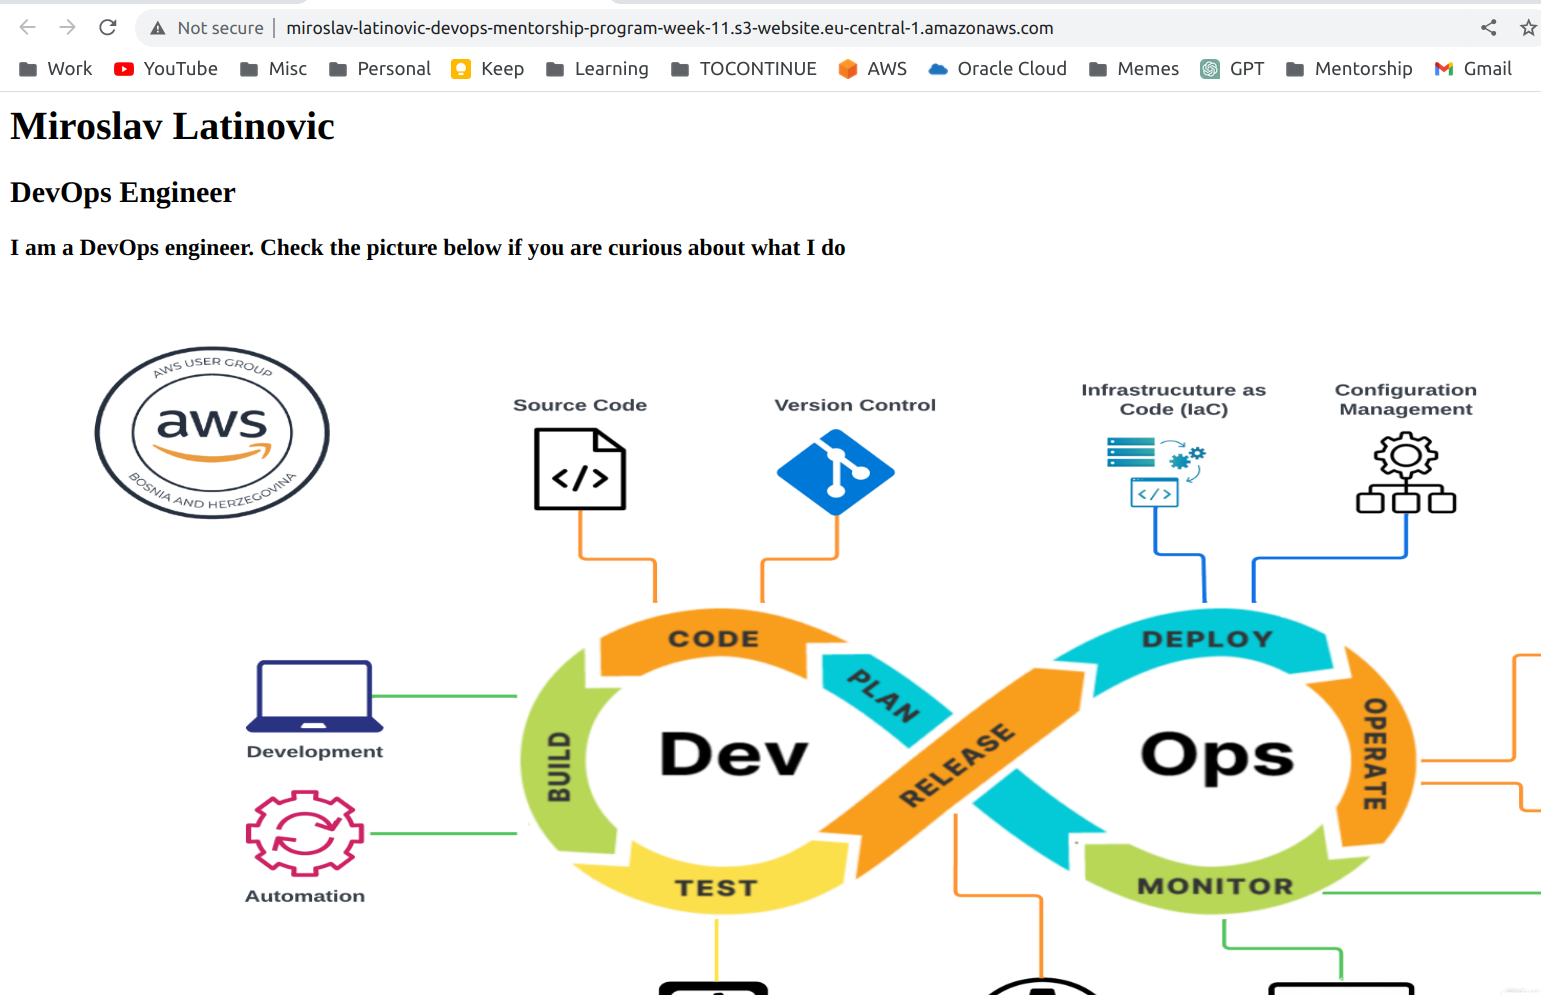 Not secure | miroslav-latinovic-devops-mentorship-program-week-11.s3-website.eu-central-1.amazonaws.com
Work YouTube Misc Personal Keep Learning TOCONTINUE AWS Oracle Cloud Memes GPT Mentorship Gmail
Miroslav Latinovic
DevOps Engineer
I am a DevOps engineer. Check the picture below if you are curious about what I do
AWS USER GROUP
aws
BOSNIA AND HERZEGOVINA
Source Code
Version Control
Infrastrucuture as
Code (IaC)
Configuration
Management
</>
</>
CODE
PLAN
DEPLOY
OPERATE
BUILD
Dev
RELEASE
Ops
Development
TEST
MONITOR
Automation